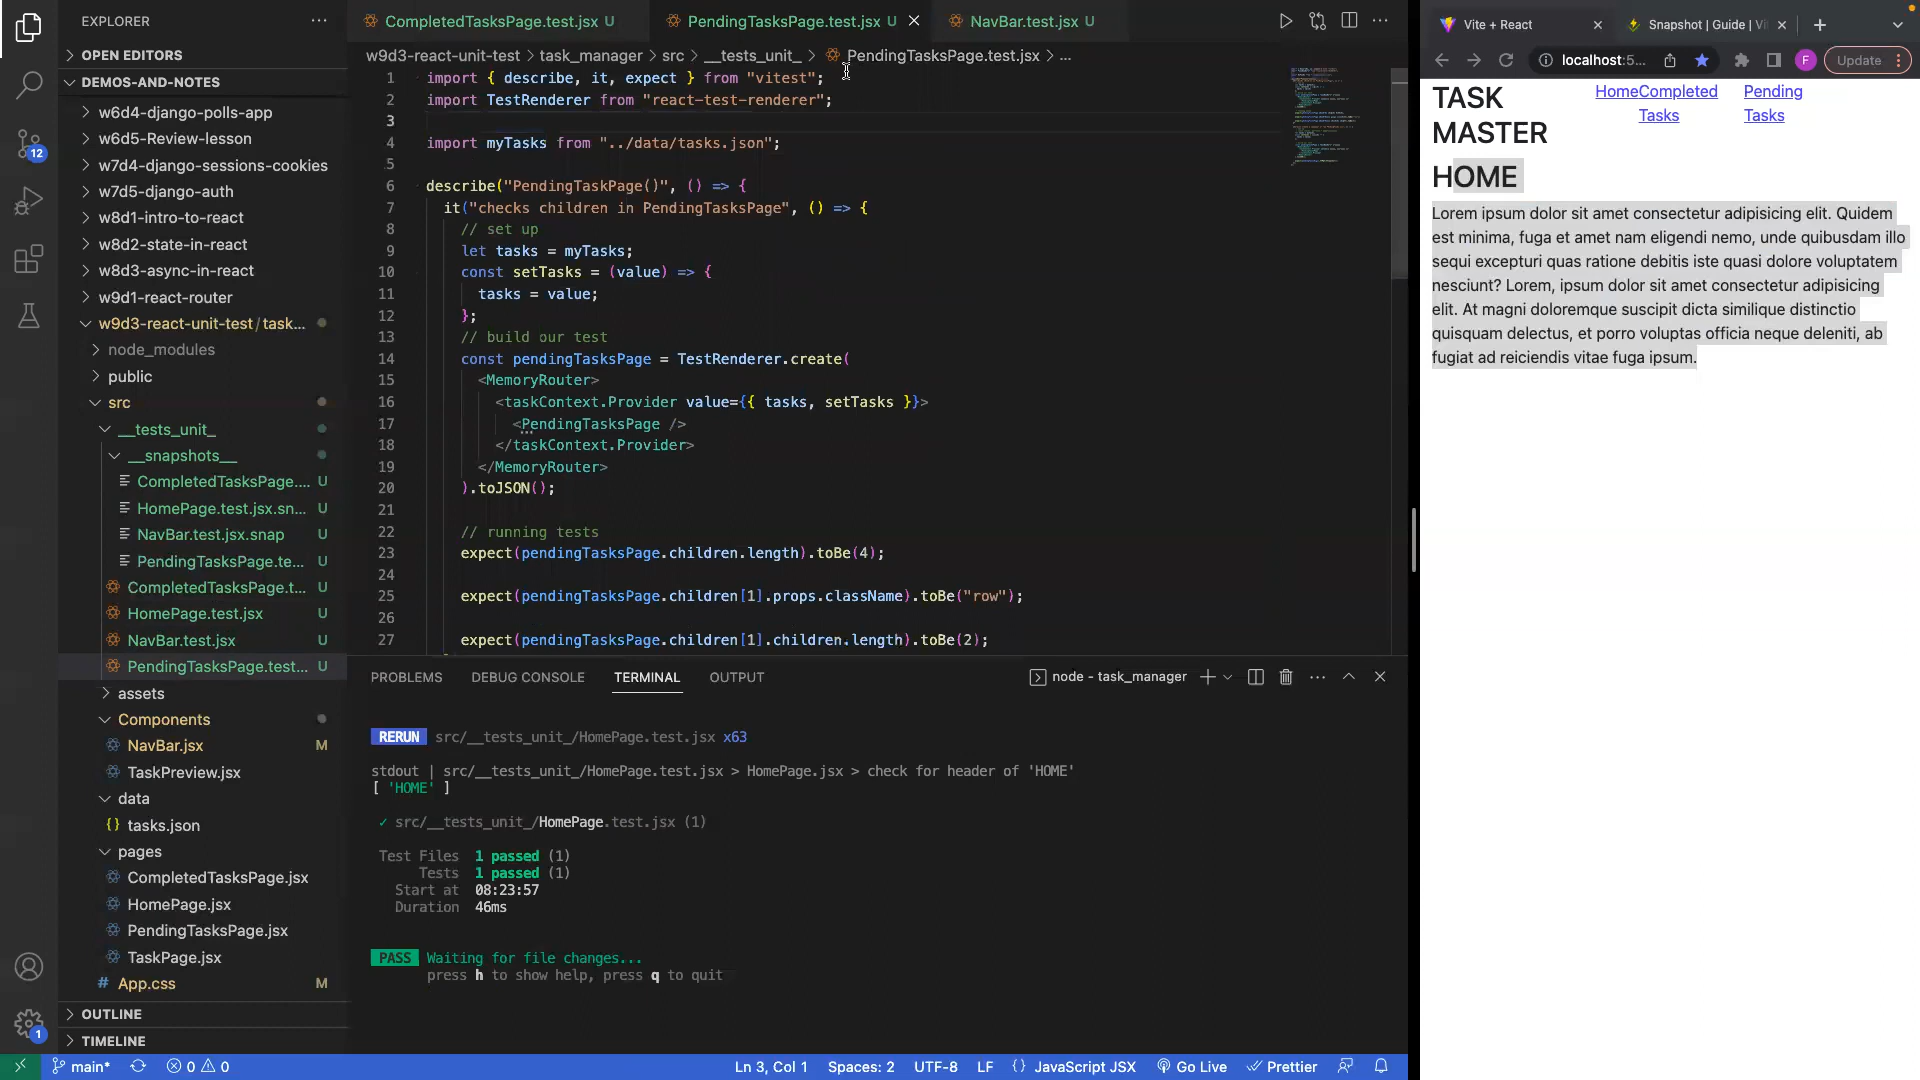 EXPLORER
OPEN EDITORS
DEMOS-AND-NOTES
w6d4-django-polls-app
w6d5-Review-lesson
w7d4-django-sessions-cookies
w7d5-django-auth
w8d1-intro-to-react
w8d2-state-in-react
w8d3-async-in-react
w9d1-react-router
w9d3-react-unit-test/task...
node_modules
public
src
__tests_unit_
__snapshots__
CompletedTasksPage.... U
HomePage.test.jsx.sn... U
NavBar.test.jsx.snap U
PendingTasksPage.te... U
CompletedTasksPage.t... U
HomePage.test.jsx U
NavBar.test.jsx U
PendingTasksPage.test... U
assets
Components
NavBar.jsx M
TaskPreview.jsx
data
{} tasks.json
pages
CompletedTasksPage.jsx
HomePage.jsx
PendingTasksPage.jsx
TaskPage.jsx
# App.css M
OUTLINE
TIMELINE
12
1
CompletedTasksPage.test.jsx U
PendingTasksPage.test.jsx U
NavBar.test.jsx U
w9d3-react-unit-test > task_manager > src > __tests_unit_ > PendingTasksPage.test.jsx > ...
1 import { describe, it, expect } from "vitest";
2 import TestRenderer from "react-test-renderer";
3
4 import myTasks from "../data/tasks.json";
5
6 describe("PendingTaskPage()", () => {
7 it("checks children in PendingTasksPage", () => {
8 // set up
9 let tasks = myTasks;
10 const setTasks = (value) => {
11 tasks = value;
12 };
13 // build our test
14 const pendingTasksPage = TestRenderer.create(
15 <MemoryRouter>
16 <taskContext.Provider value={{ tasks, setTasks }}>
17 <PendingTasksPage />
18 </taskContext.Provider>
19 </MemoryRouter>
20 ).toJSON();
21
22 // running tests
23 expect(pendingTasksPage.children.length).toBe(4);
24
25 expect(pendingTasksPage.children[1].props.className).toBe("row");
26
27 expect(pendingTasksPage.children[1].children.length).toBe(2);
PROBLEMS DEBUG CONSOLE TERMINAL OUTPUT
node - task_manager
RERUN src/__tests_unit_/HomePage.test.jsx x63
stdout | src/__tests_unit_/HomePage.test.jsx > HomePage.jsx > check for header of 'HOME'
[ 'HOME' ]
✓ src/__tests_unit_/HomePage.test.jsx (1)
Test Files 1 passed (1)
Tests 1 passed (1)
Start at 08:23:57
Duration 46ms
PASS Waiting for file changes...
press h to show help, press q to quit
main* 0 0
Ln 3, Col 1 Spaces: 2 UTF-8 LF {} JavaScript JSX Go Live Prettier
Vite + React
Snapshot | Guide | Vi
localhost:5...
F
Update
TASK MASTER
HomeCompleted Tasks
Pending Tasks
HOME
Lorem ipsum dolor sit amet consectetur adipisicing elit. Quidem
est minima, fuga et amet nam eligendi nemo, unde quibusdam illo
sequi excepturi quas ratione debitis iste quasi dolore voluptatem
nesciunt? Lorem, ipsum dolor sit amet consectetur adipisicing
elit. At magni doloremque suscipit dicta similique distinctio
quisquam delectus, et porro voluptas officia neque deleniti, ab
fugiat ad reiciendis vitae fuga ipsum.